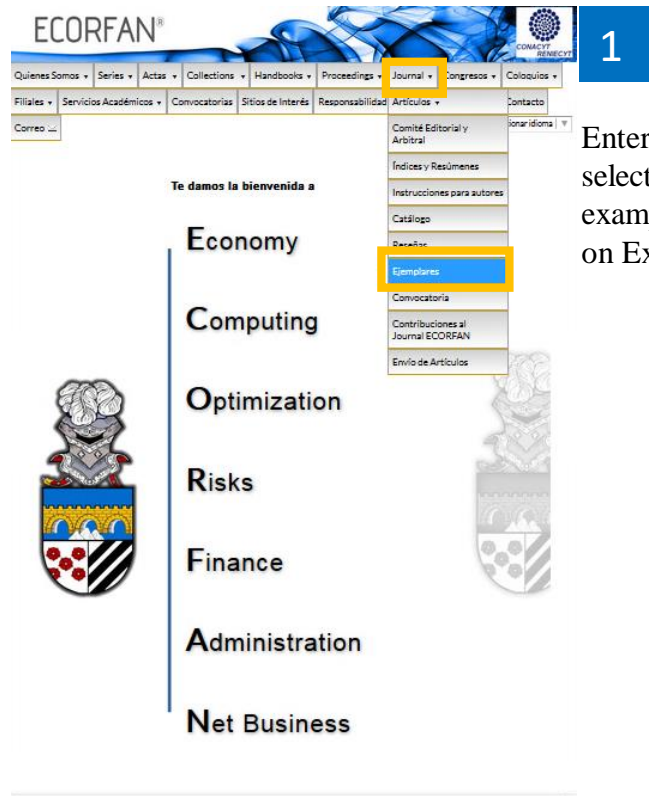 ECORFAN®
CONACYT
RENIECYT
1
Quienes Somos Series Actas Collections Handbooks Proceedings Journal Congresos Coloquios
Filiales Servicios Académicos Convocatorias Sitios de Interés Responsabilidad Artículos Contacto
Correo
Comité Editorial y
Arbitral
Índices y Resúmenes
Instrucciones para autores
Catálogo
Reseñas
Ejemplares
Convocatoria
Contribuciones al
Journal ECORFAN
Envío de Artículos
Enter
select
exam
on Ex
Te damos la bienvenida a
Economy
Computing
Optimization
Risks
Finance
Administration
Net Business